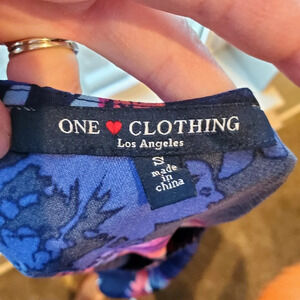 ONE ❤ CLOTHING
Los Angeles
S
made
in
china